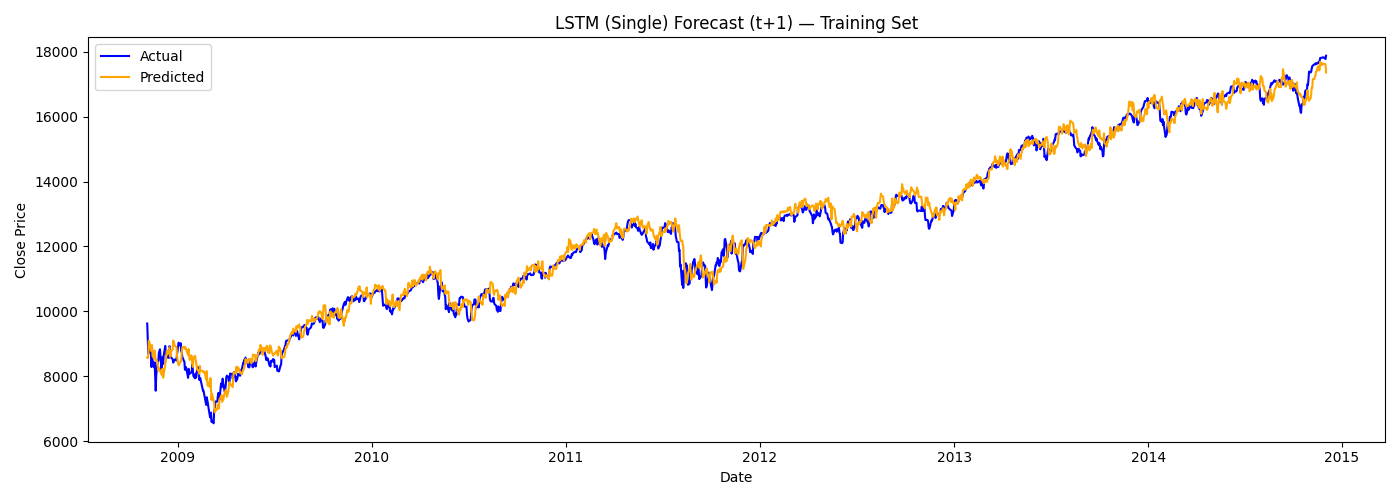 LSTM (Single) Forecast (t+1) — Training Set
Actual
Predicted
Close Price
18000
16000
14000
12000
10000
8000
6000
2009 2010 2011 2012 2013 2014 2015
Date